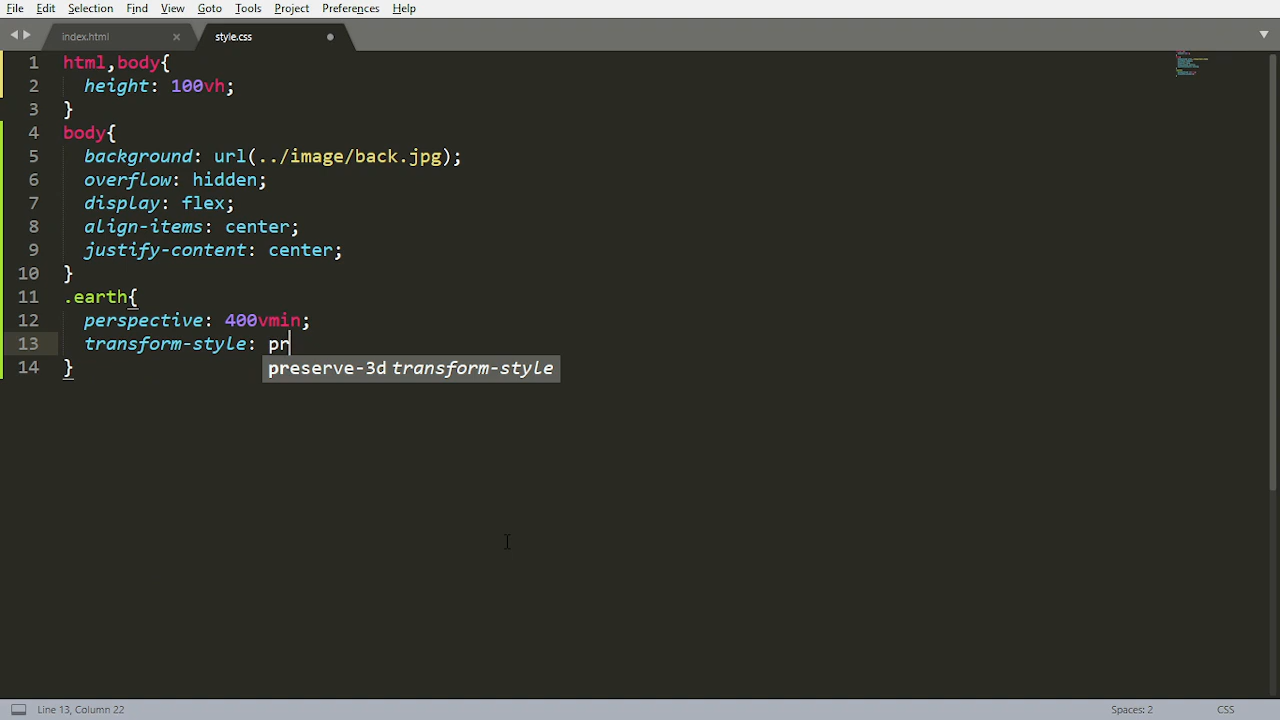 File Edit Selection Find View Goto Tools Project Preferences Help
index.html × style.css
1 html,body{
2 height: 100vh;
3 }
4 body{
5 background: url(../image/back.jpg);
6 overflow: hidden;
7 display: flex;
8 align-items: center;
9 justify-content: center;
10 }
11 .earth{
12 perspective: 400vmin;
13 transform-style: pr
14 }
preserve-3d transform-style
Line 13, Column 22 Spaces: 2 CSS